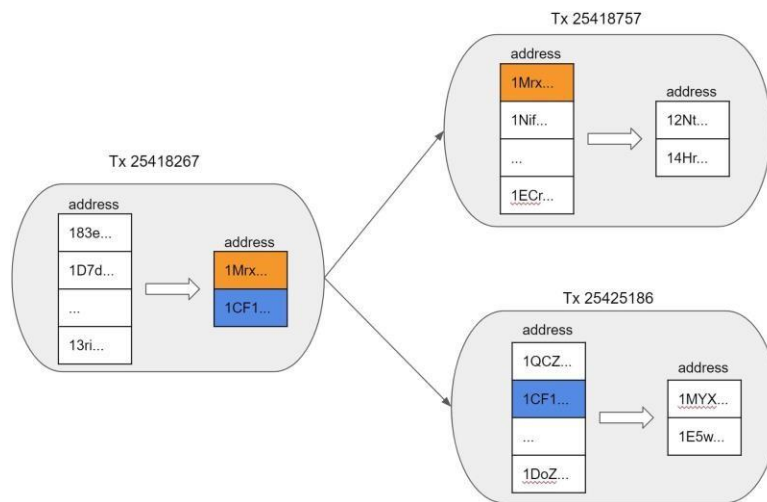 Tx 25418267
address
183e...
1D7d...
...
13ri...
address
1Mrx...
1CF1...
Tx 25418757
address
1Mrx...
1Nif...
...
1ECr...
address
12Nt...
14Hr...
Tx 25425186
address
1QCZ...
1CF1...
...
1DoZ...
address
1MYX...
1E5w...